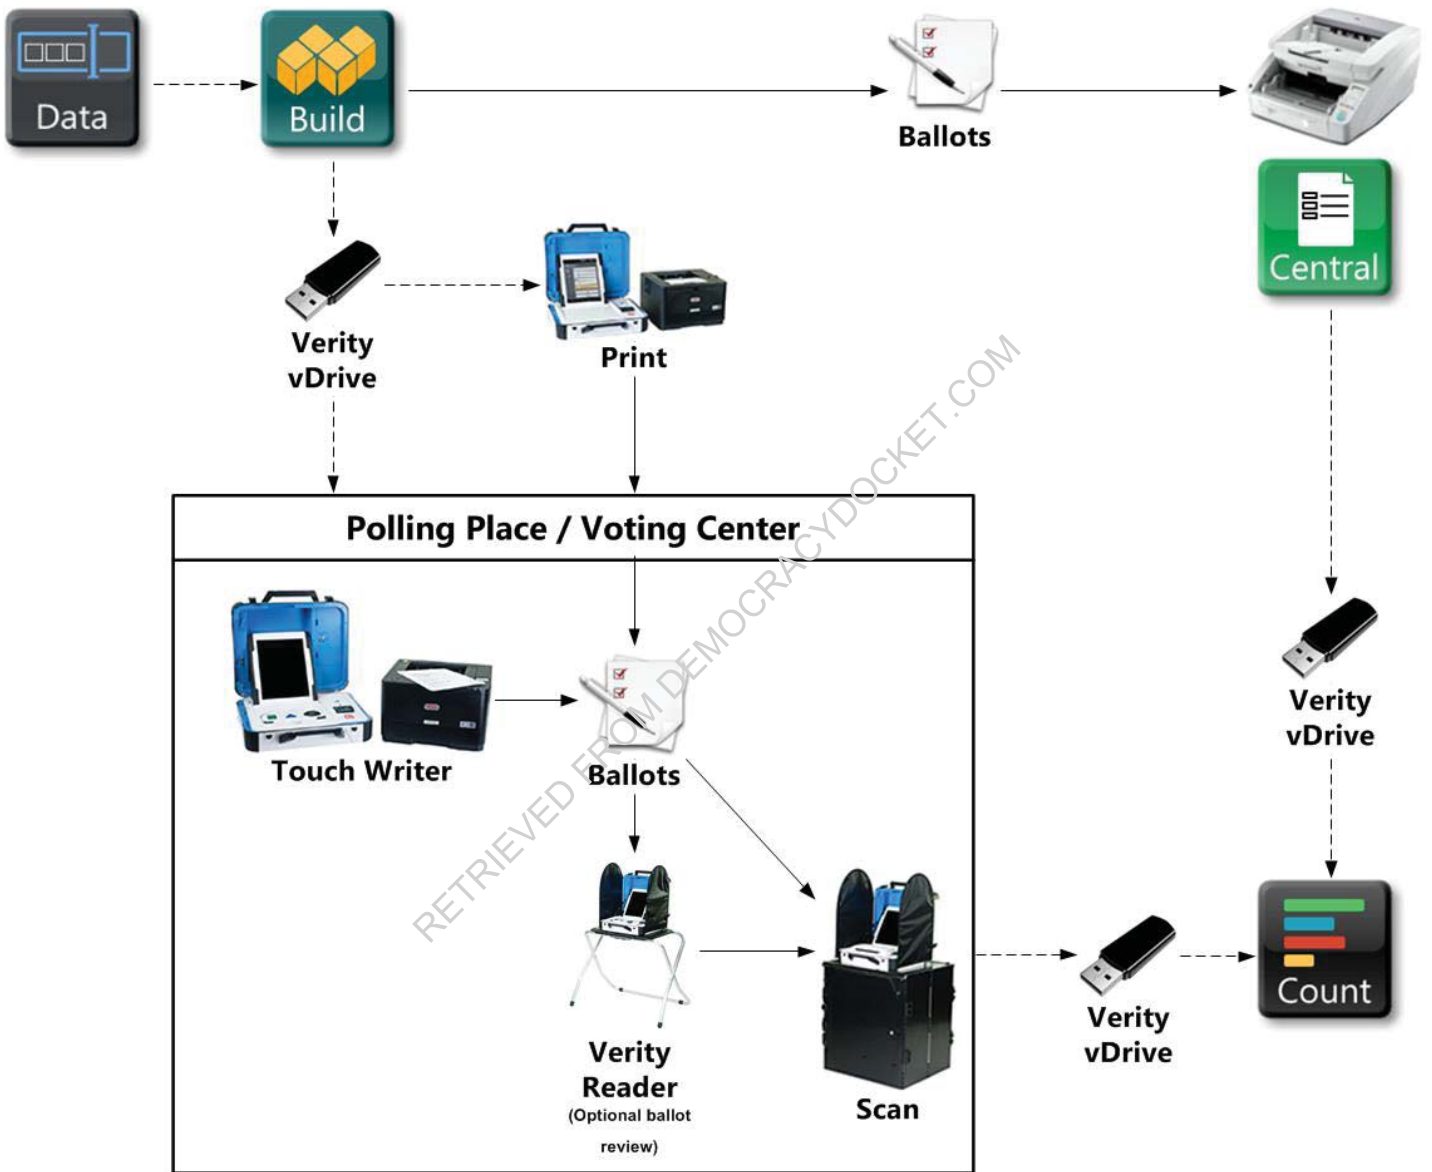 Data
Build
Ballots
Central
Verity
vDrive
Print
Polling Place / Voting Center
Touch Writer
Ballots
Verity
vDrive
Verity
Reader
(Optional ballot
review)
Scan
Verity
vDrive
Count
RETRIEVED FROM DEMOCRACYDOCKET.COM